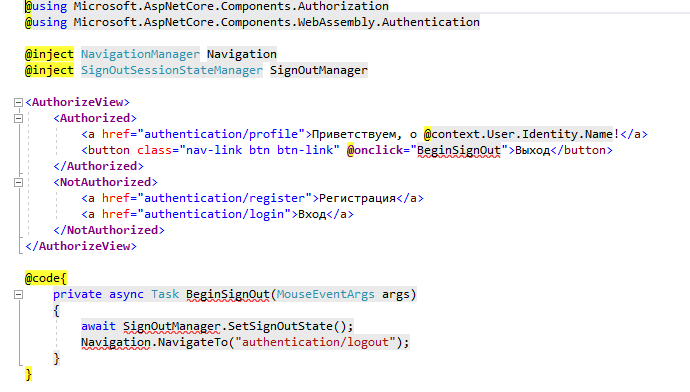 @using Microsoft.AspNetCore.Components.Authorization
@using Microsoft.AspNetCore.Components.WebAssembly.Authentication

@inject NavigationManager Navigation
@inject SignOutSessionStateManager SignOutManager

<AuthorizeView>
    <Authorized>
        <a href="authentication/profile">Приветствуем, о @context.User.Identity.Name!</a>
        <button class="nav-link btn btn-link" @onclick="BeginSignOut">Выход</button>
    </Authorized>
    <NotAuthorized>
        <a href="authentication/register">Регистрация</a>
        <a href="authentication/login">Вход</a>
    </NotAuthorized>
</AuthorizeView>

@code{
    private async Task BeginSignOut(MouseEventArgs args)
    {
        await SignOutManager.SetSignOutState();
        Navigation.NavigateTo("authentication/logout");
    }
}